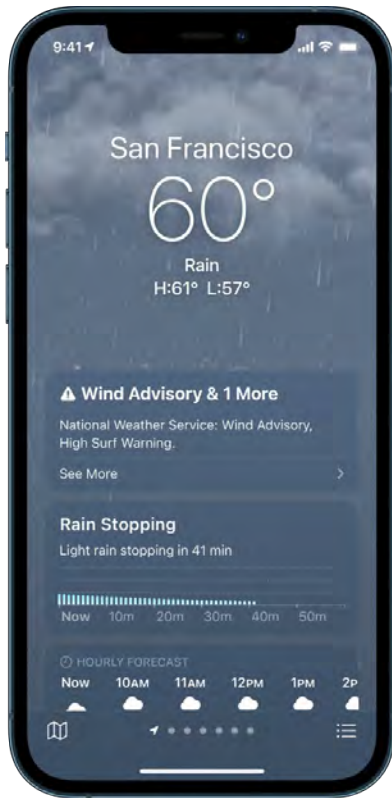 9:41
San Francisco
60°
Rain
H:61° L:57°
Wind Advisory & 1 More
National Weather Service: Wind Advisory,
High Surf Warning.
See More
Rain Stopping
Light rain stopping in 41 min
Now 10m 20m 30m 40m 50m
HOURLY FORECAST
Now 10AM 11AM 12PM 1PM 2P